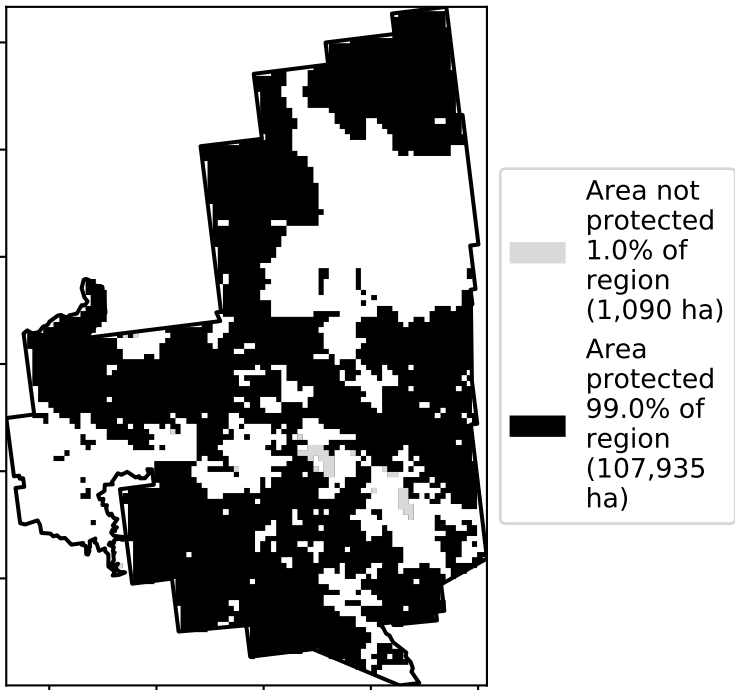 Area not
protected
1.0% of
region
(1,090 ha)
Area
protected
99.0% of
region
(107,935
ha)